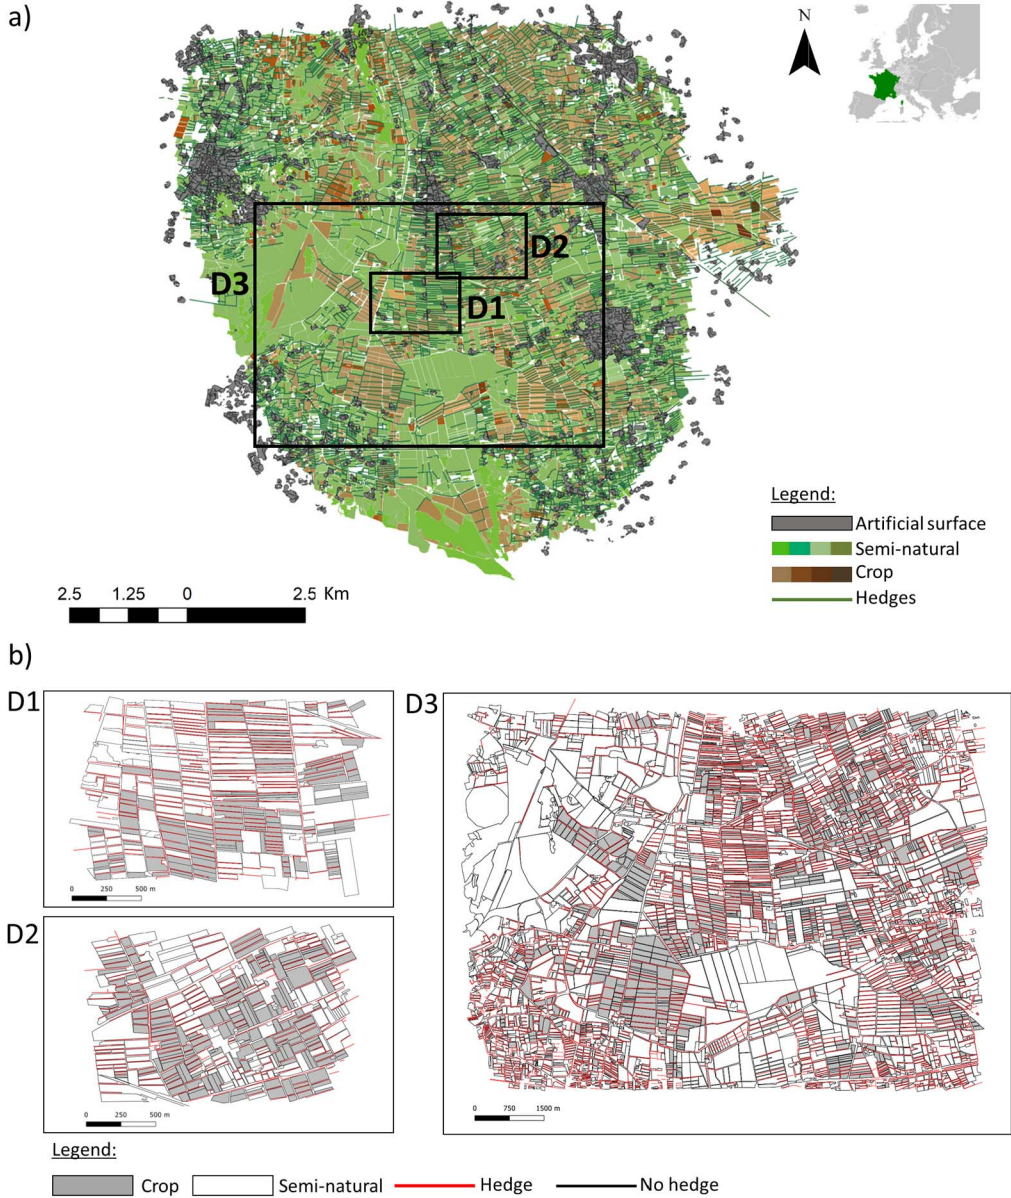 a)
N
D2
D3
D1
Legend:
Artificial surface
Semi-natural
Crop
Hedges
2.5 1.25 0 2.5 Km
b)
D1
0 250 500 m
D2
0 250 500 m
D3
0 750 1500 m
Legend:
Crop Semi-natural Hedge No hedge